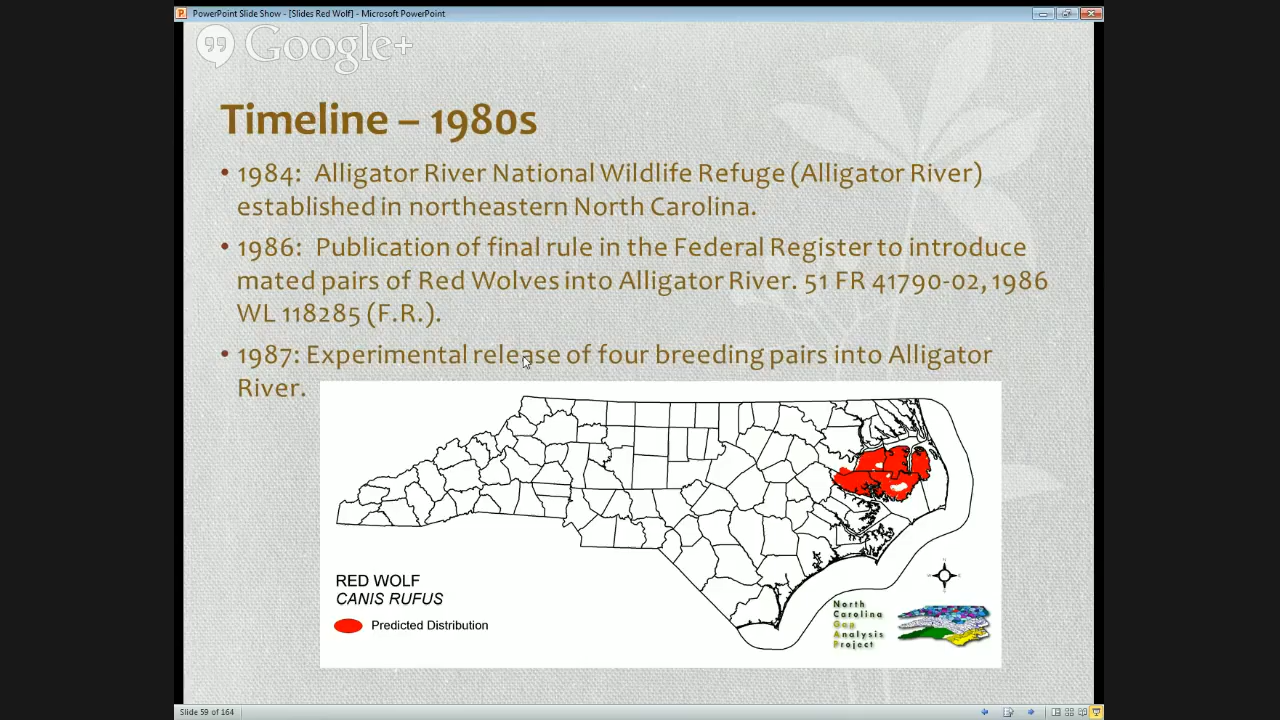 PowerPoint Slide Show - [Slides Red Wolf] - Microsoft PowerPoint
Google+
Timeline – 1980s
• 1984: Alligator River National Wildlife Refuge (Alligator River)
established in northeastern North Carolina.
• 1986: Publication of final rule in the Federal Register to introduce
mated pairs of Red Wolves into Alligator River. 51 FR 41790-02, 1986
WL 118285 (F.R.).
• 1987: Experimental release of four breeding pairs into Alligator
River.
RED WOLF
CANIS RUFUS
Predicted Distribution
North
Carolina
Gap
Analysis
Project
Slide 59 of 164